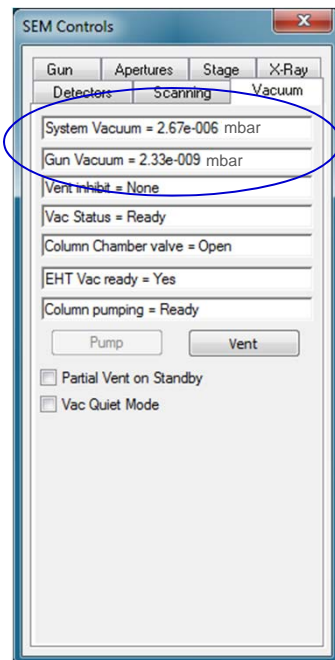 SEM Controls
Gun Apertures Stage X-Ray
Detectors Scanning Vacuum
System Vacuum = 2.67e-006 mbar
Gun Vacuum = 2.33e-009 mbar
Vent inhibit = None
Vac Status = Ready
Column Chamber valve = Open
EHT Vac ready = Yes
Column pumping = Ready
Pump Vent
Partial Vent on Standby
Vac Quiet Mode